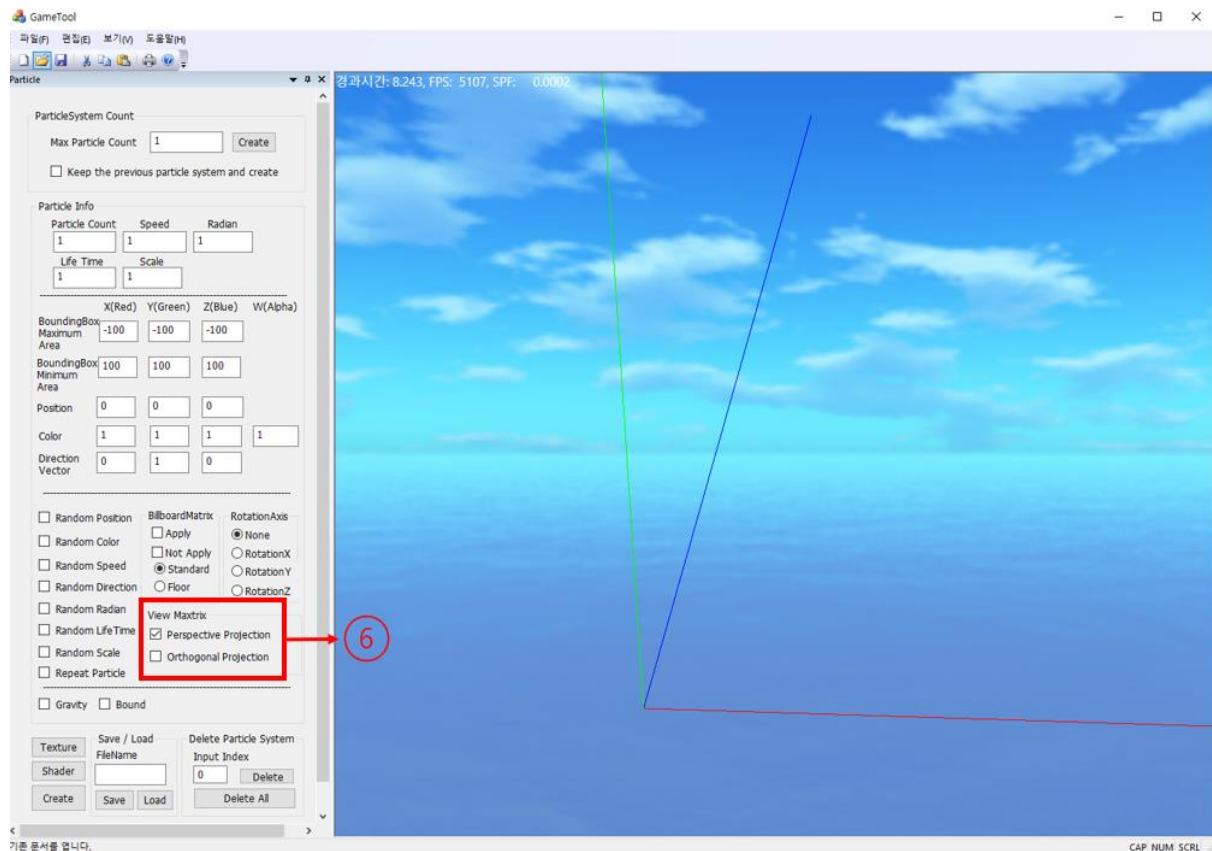 GameTool
파일(F) 편집(E) 보기(V) 도움말(H)
Particle
경과시간: 8.243, FPS: 5107, SPF: 0.0002
ParticleSystem Count
Max Particle Count 1 Create
Keep the previous particle system and create
Particle Info
Particle Count Speed Radian
1 1 1
Life Time Scale
1 1
X(Red) Y(Green) Z(Blue) W(Alpha)
BoundingBox
Maximum
Area
-100 -100 -100
BoundingBox
Minimum
Area
100 100 100
Position 0 0 0
Color 1 1 1 1
Direction
Vector
0 1 0
Random Position
Random Color
Random Speed
Random Direction
Random Radian
Random LifeTime
Random Scale
Repeat Particle
BillboardMatrix
Apply
Not Apply
Standard
Floor
RotationAxis
None
RotationX
RotationY
RotationZ
View Maxtrix
Perspective Projection
Orthogonal Projection
6
Gravity Bound
Texture
Shader
Create
Save / Load
FileName
Save Load
Delete Particle System
Input Index
0 Delete
Delete All
기존 문서를 엽니다.
CAP NUM SCRL